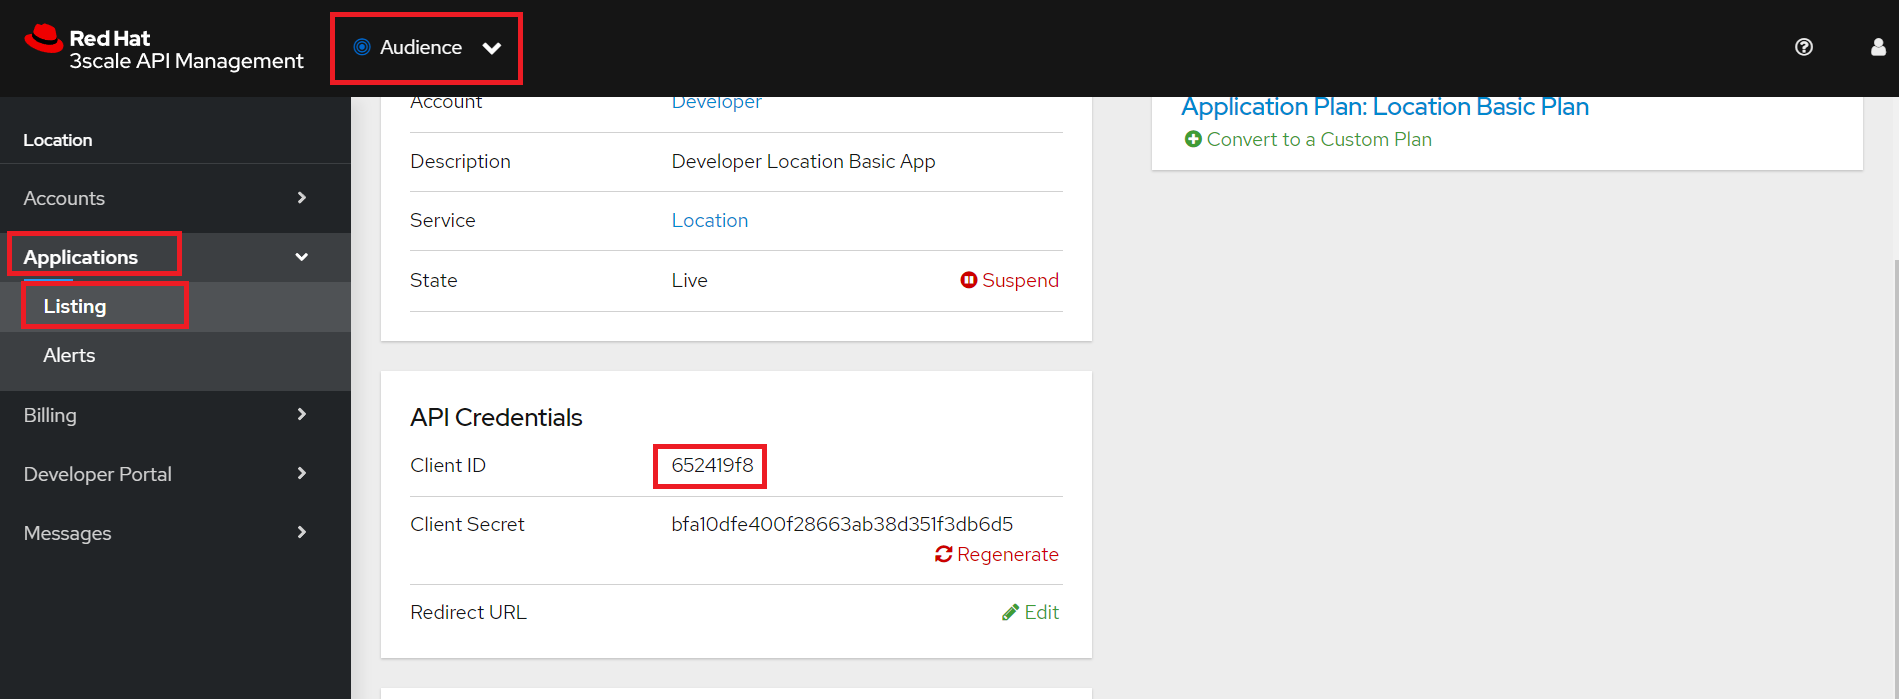 Red Hat
3scale API Management
Audience
Location
Accounts
Applications
Listing
Alerts
Billing
Developer Portal
Messages
Account Developer
Description Developer Location Basic App
Service Location
State Live Suspend
API Credentials
Client ID 652419f8
Client Secret bfa10dfe400f28663ab38d351f3db6d5
Regenerate
Redirect URL Edit
Application Plan: Location Basic Plan
Convert to a Custom Plan